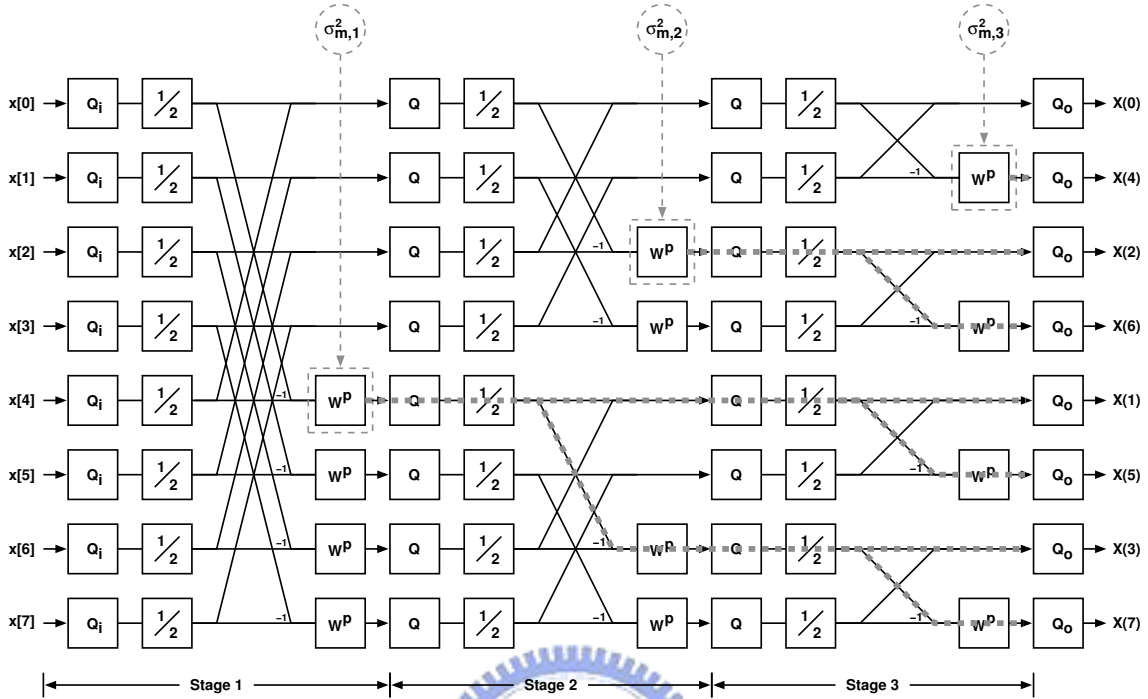 σ²m,1 σ²m,2 σ²m,3
x[0] Qi 1/2 Q 1/2 Q 1/2 Qo X(0)
x[1] Qi 1/2 Q 1/2 Q 1/2 -1 WP Qo X(4)
x[2] Qi 1/2 Q 1/2 -1 WP Q 1/2 Qo X(2)
x[3] Qi 1/2 Q 1/2 -1 WP Q 1/2 -1 WP Qo X(6)
x[4] Qi 1/2 -1 WP Q 1/2 Q 1/2 Qo X(1)
x[5] Qi 1/2 -1 WP Q 1/2 Q 1/2 -1 WP Qo X(5)
x[6] Qi 1/2 -1 WP Q 1/2 -1 WP Q 1/2 Qo X(3)
x[7] Qi 1/2 -1 WP Q 1/2 -1 WP Q 1/2 -1 WP Qo X(7)
Stage 1 Stage 2 Stage 3